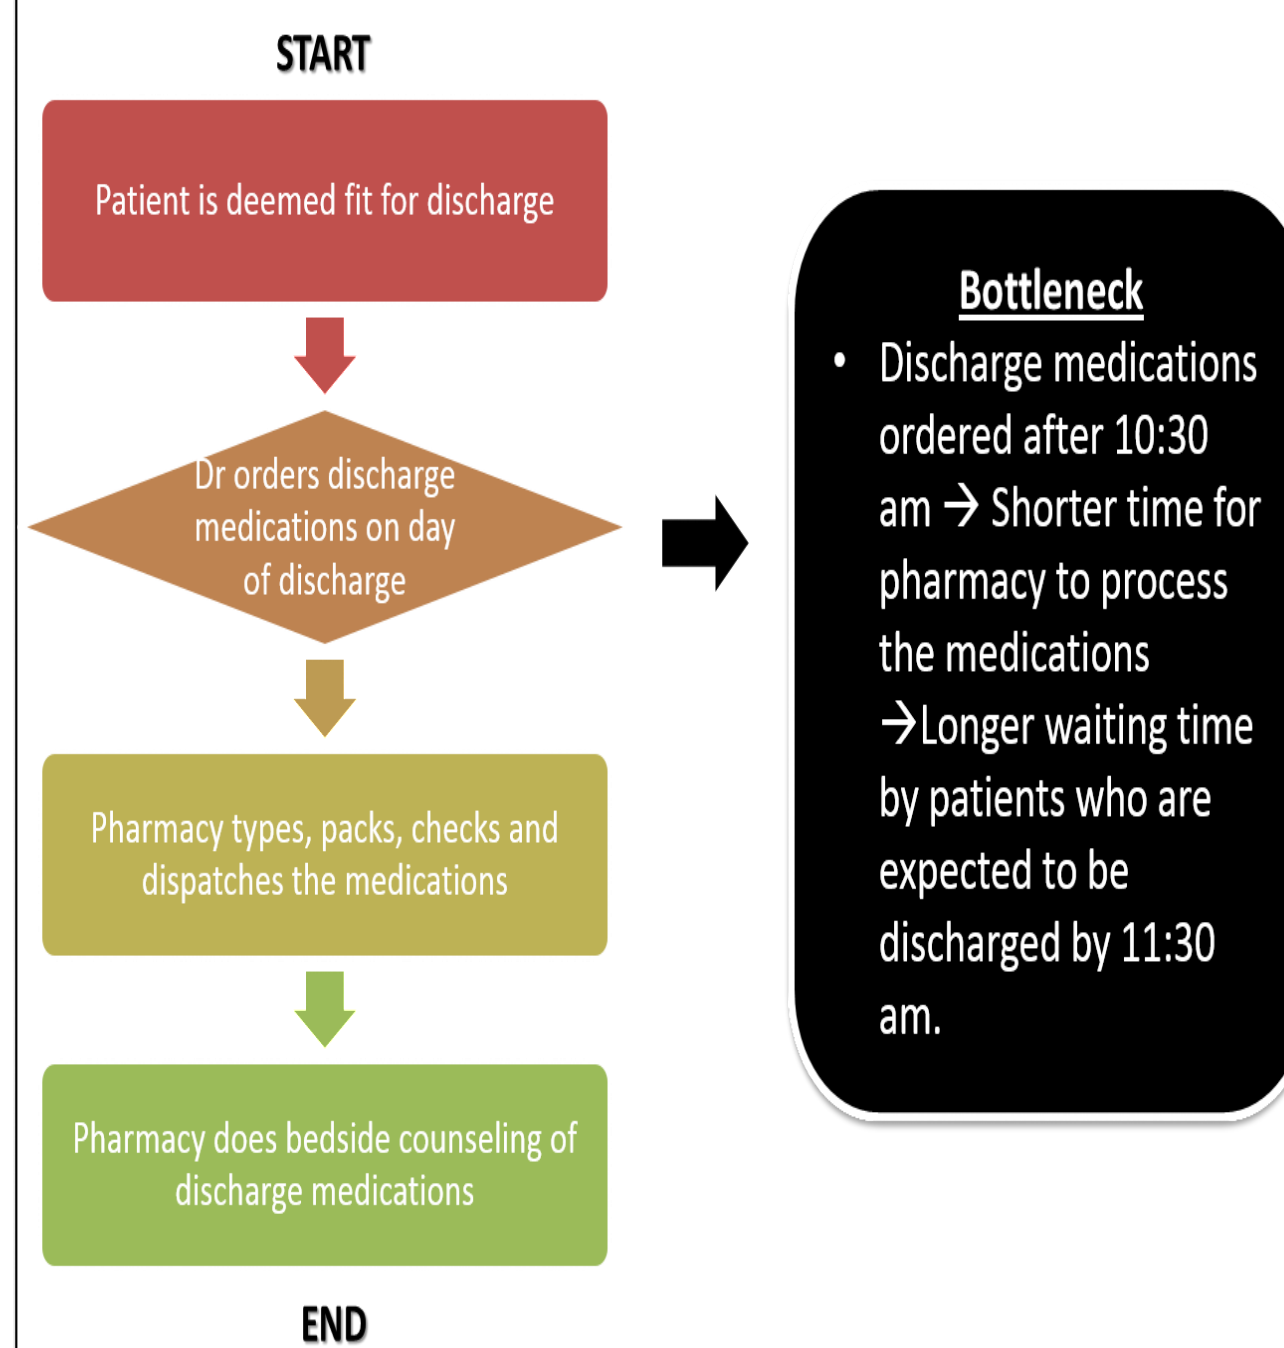 START
Patient is deemed fit for discharge
Dr orders discharge
medications on day
of discharge
Pharmacy types, packs, checks and
dispatches the medications
Pharmacy does bedside counseling of
discharge medications
END
Bottleneck
• Discharge medications
ordered after 10:30
am → Shorter time for
pharmacy to process
the medications
→Longer waiting time
by patients who are
expected to be
discharged by 11:30
am.